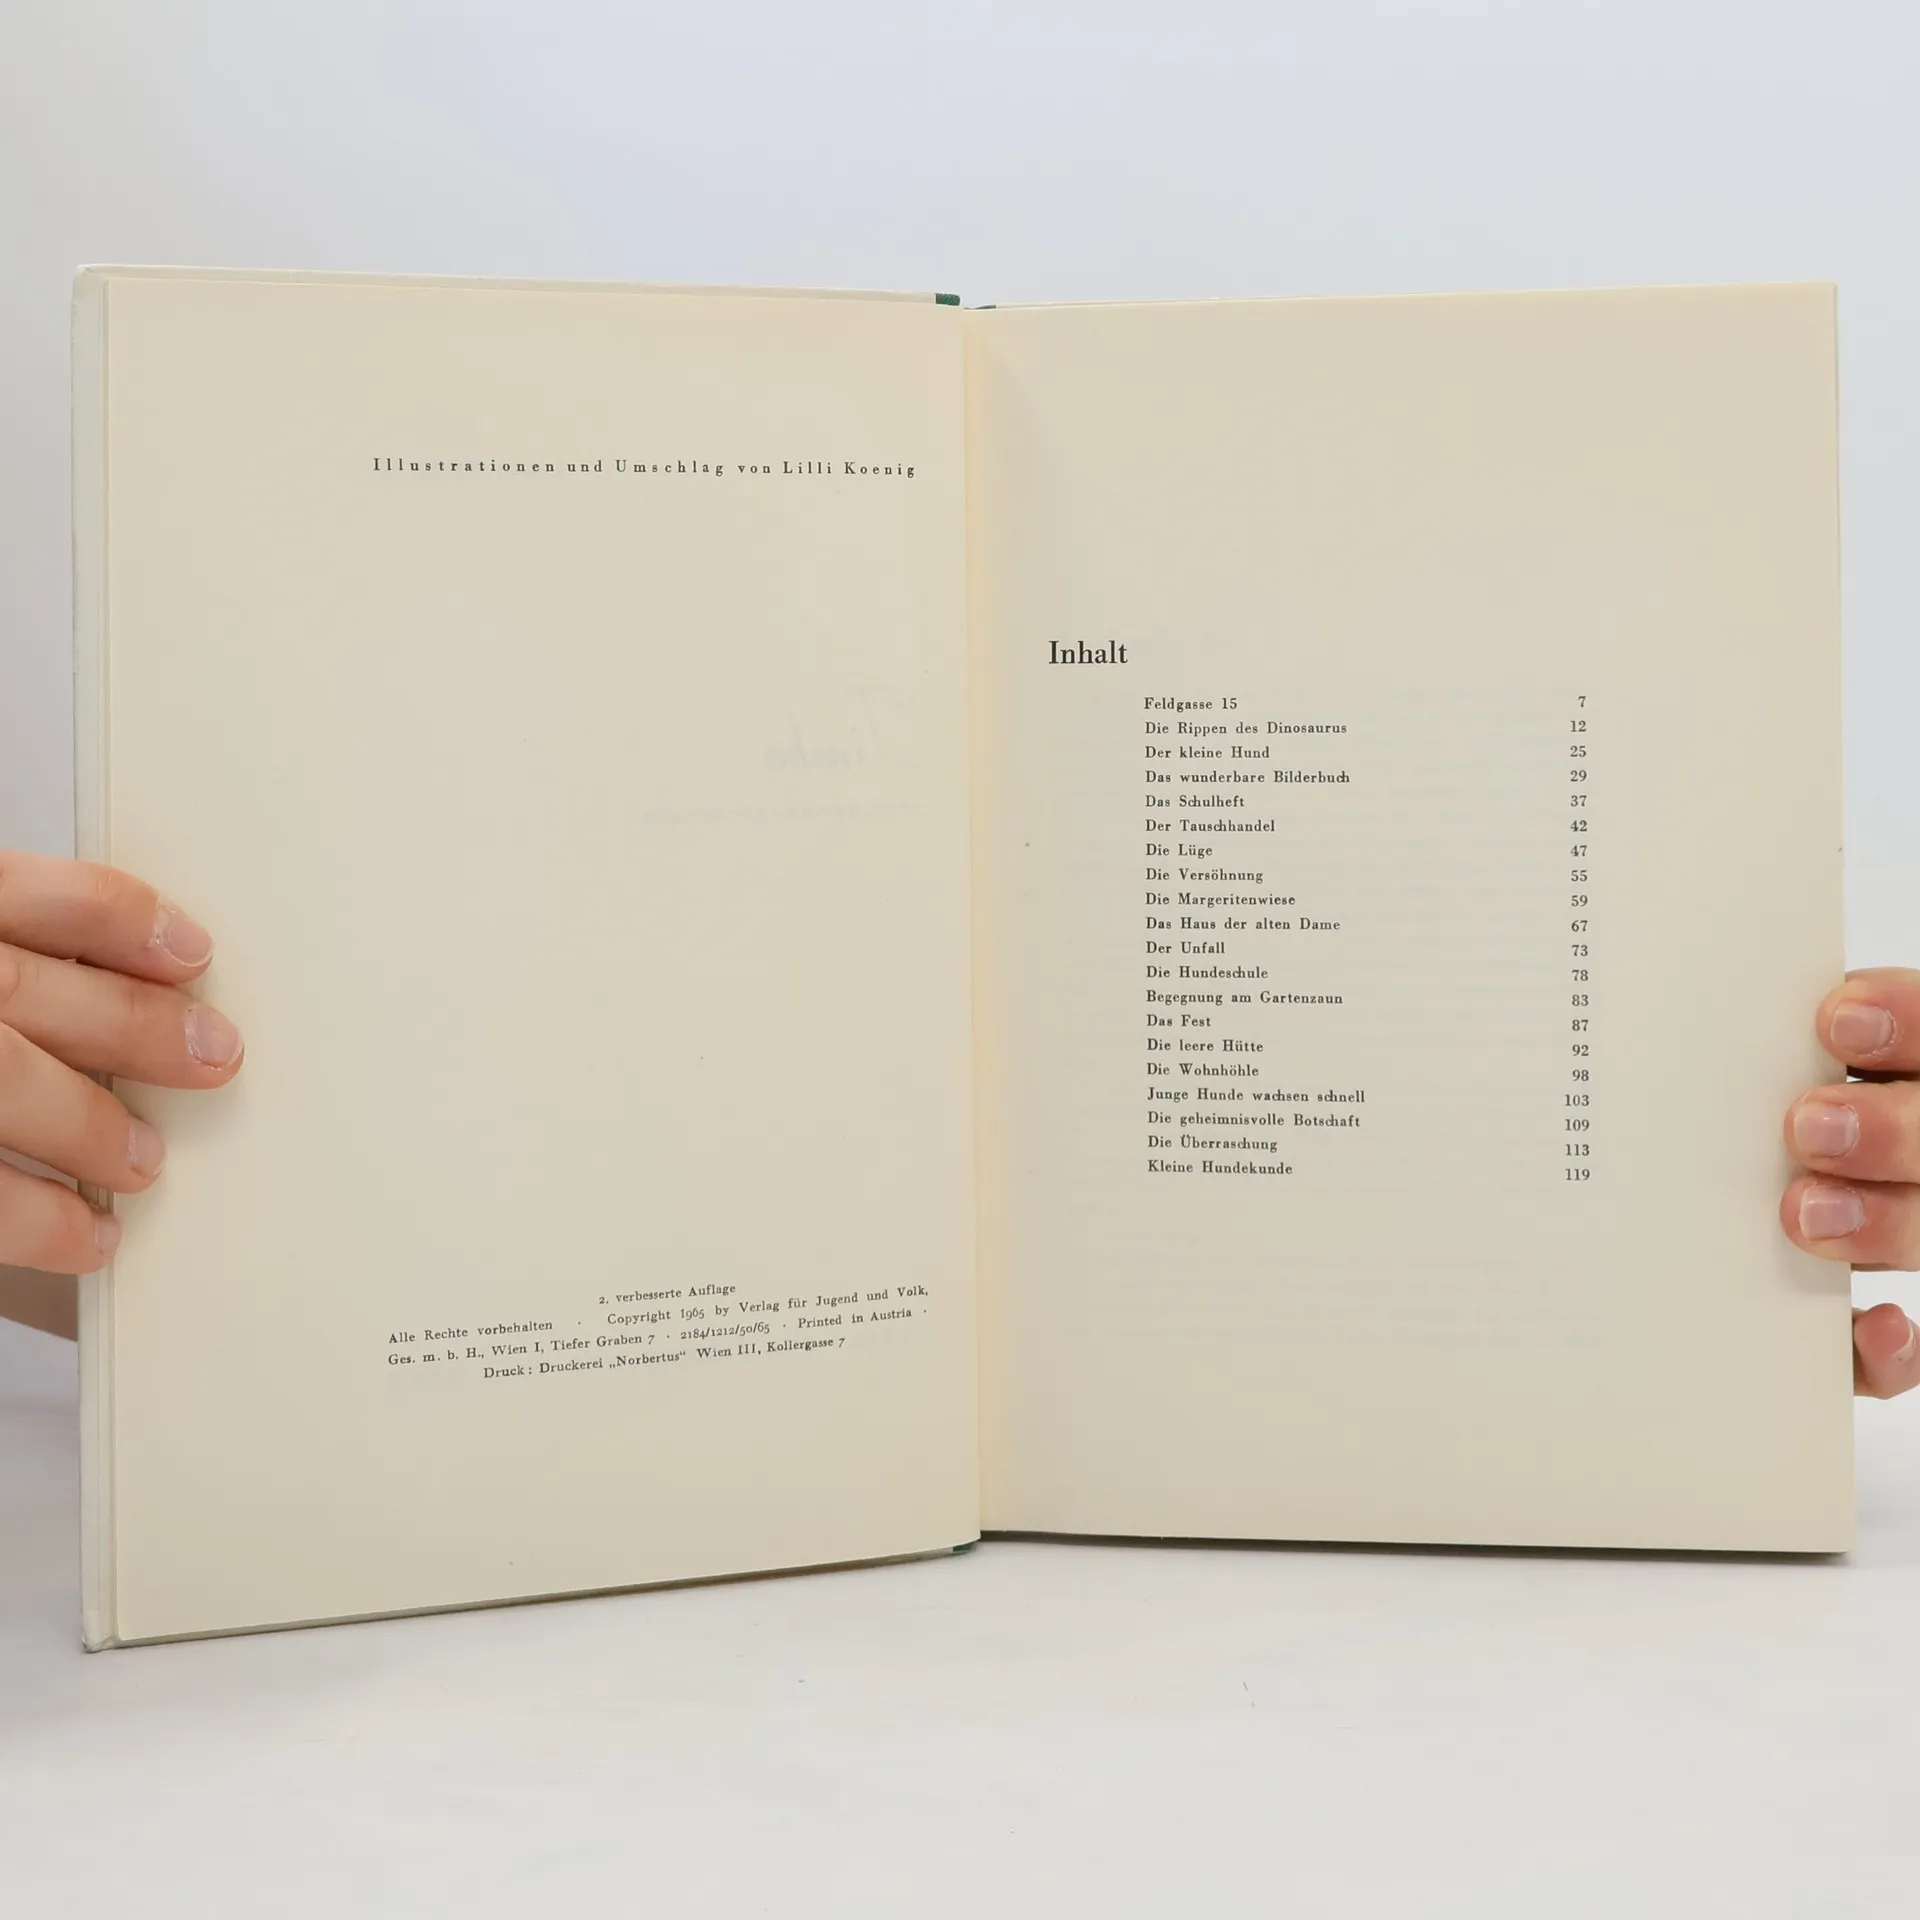 Illustrationen und Umschlag von Lilli Koenig
2. verbesserte Auflage
Alle Rechte vorbehalten · Copyright 1965 by Verlag für Jugend und Volk,
Ges. m. b. H., Wien I, Tiefer Graben 7 · 2184/1212/50/65 · Printed in Austria ·
Druck: Druckerei „Norbertus“ Wien III, Kollergasse 7
Inhalt
Feldgasse 15 7
Die Rippen des Dinosaurus 12
Der kleine Hund 25
Das wunderbare Bilderbuch 29
Das Schulheft 37
Der Tauschhandel 42
Die Lüge 47
Die Versöhnung 55
Die Margeritenwiese 59
Das Haus der alten Dame 67
Der Unfall 73
Die Hundeschule 78
Begegnung am Gartenzaun 83
Das Fest 87
Die leere Hütte 92
Die Wohnhöhle 98
Junge Hunde wachsen schnell 103
Die geheimnisvolle Botschaft 109
Die Überraschung 113
Kleine Hundekunde 119